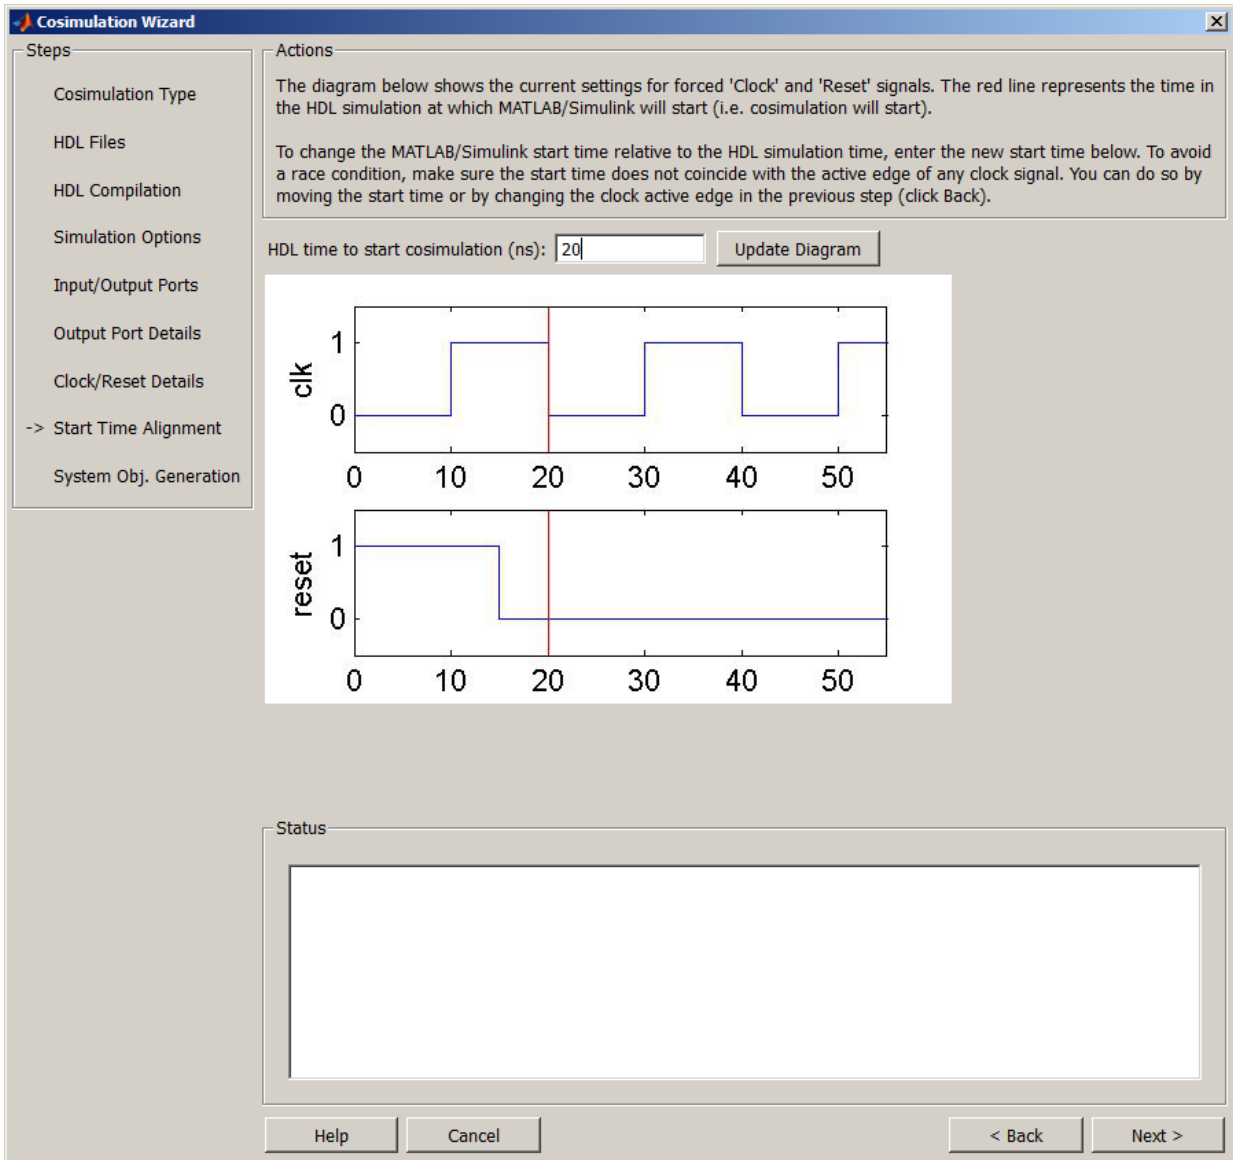 Cosimulation Wizard
Steps
Cosimulation Type
HDL Files
HDL Compilation
Simulation Options
Input/Output Ports
Output Port Details
Clock/Reset Details
-> Start Time Alignment
System Obj. Generation
Actions
The diagram below shows the current settings for forced 'Clock' and 'Reset' signals. The red line represents the time in
the HDL simulation at which MATLAB/Simulink will start (i.e. cosimulation will start).
To change the MATLAB/Simulink start time relative to the HDL simulation time, enter the new start time below. To avoid
a race condition, make sure the start time does not coincide with the active edge of any clock signal. You can do so by
moving the start time or by changing the clock active edge in the previous step (click Back).
HDL time to start cosimulation (ns): 20 Update Diagram
clk
1
0
0 10 20 30 40 50
reset
1
0
0 10 20 30 40 50
Status
Help Cancel < Back Next >